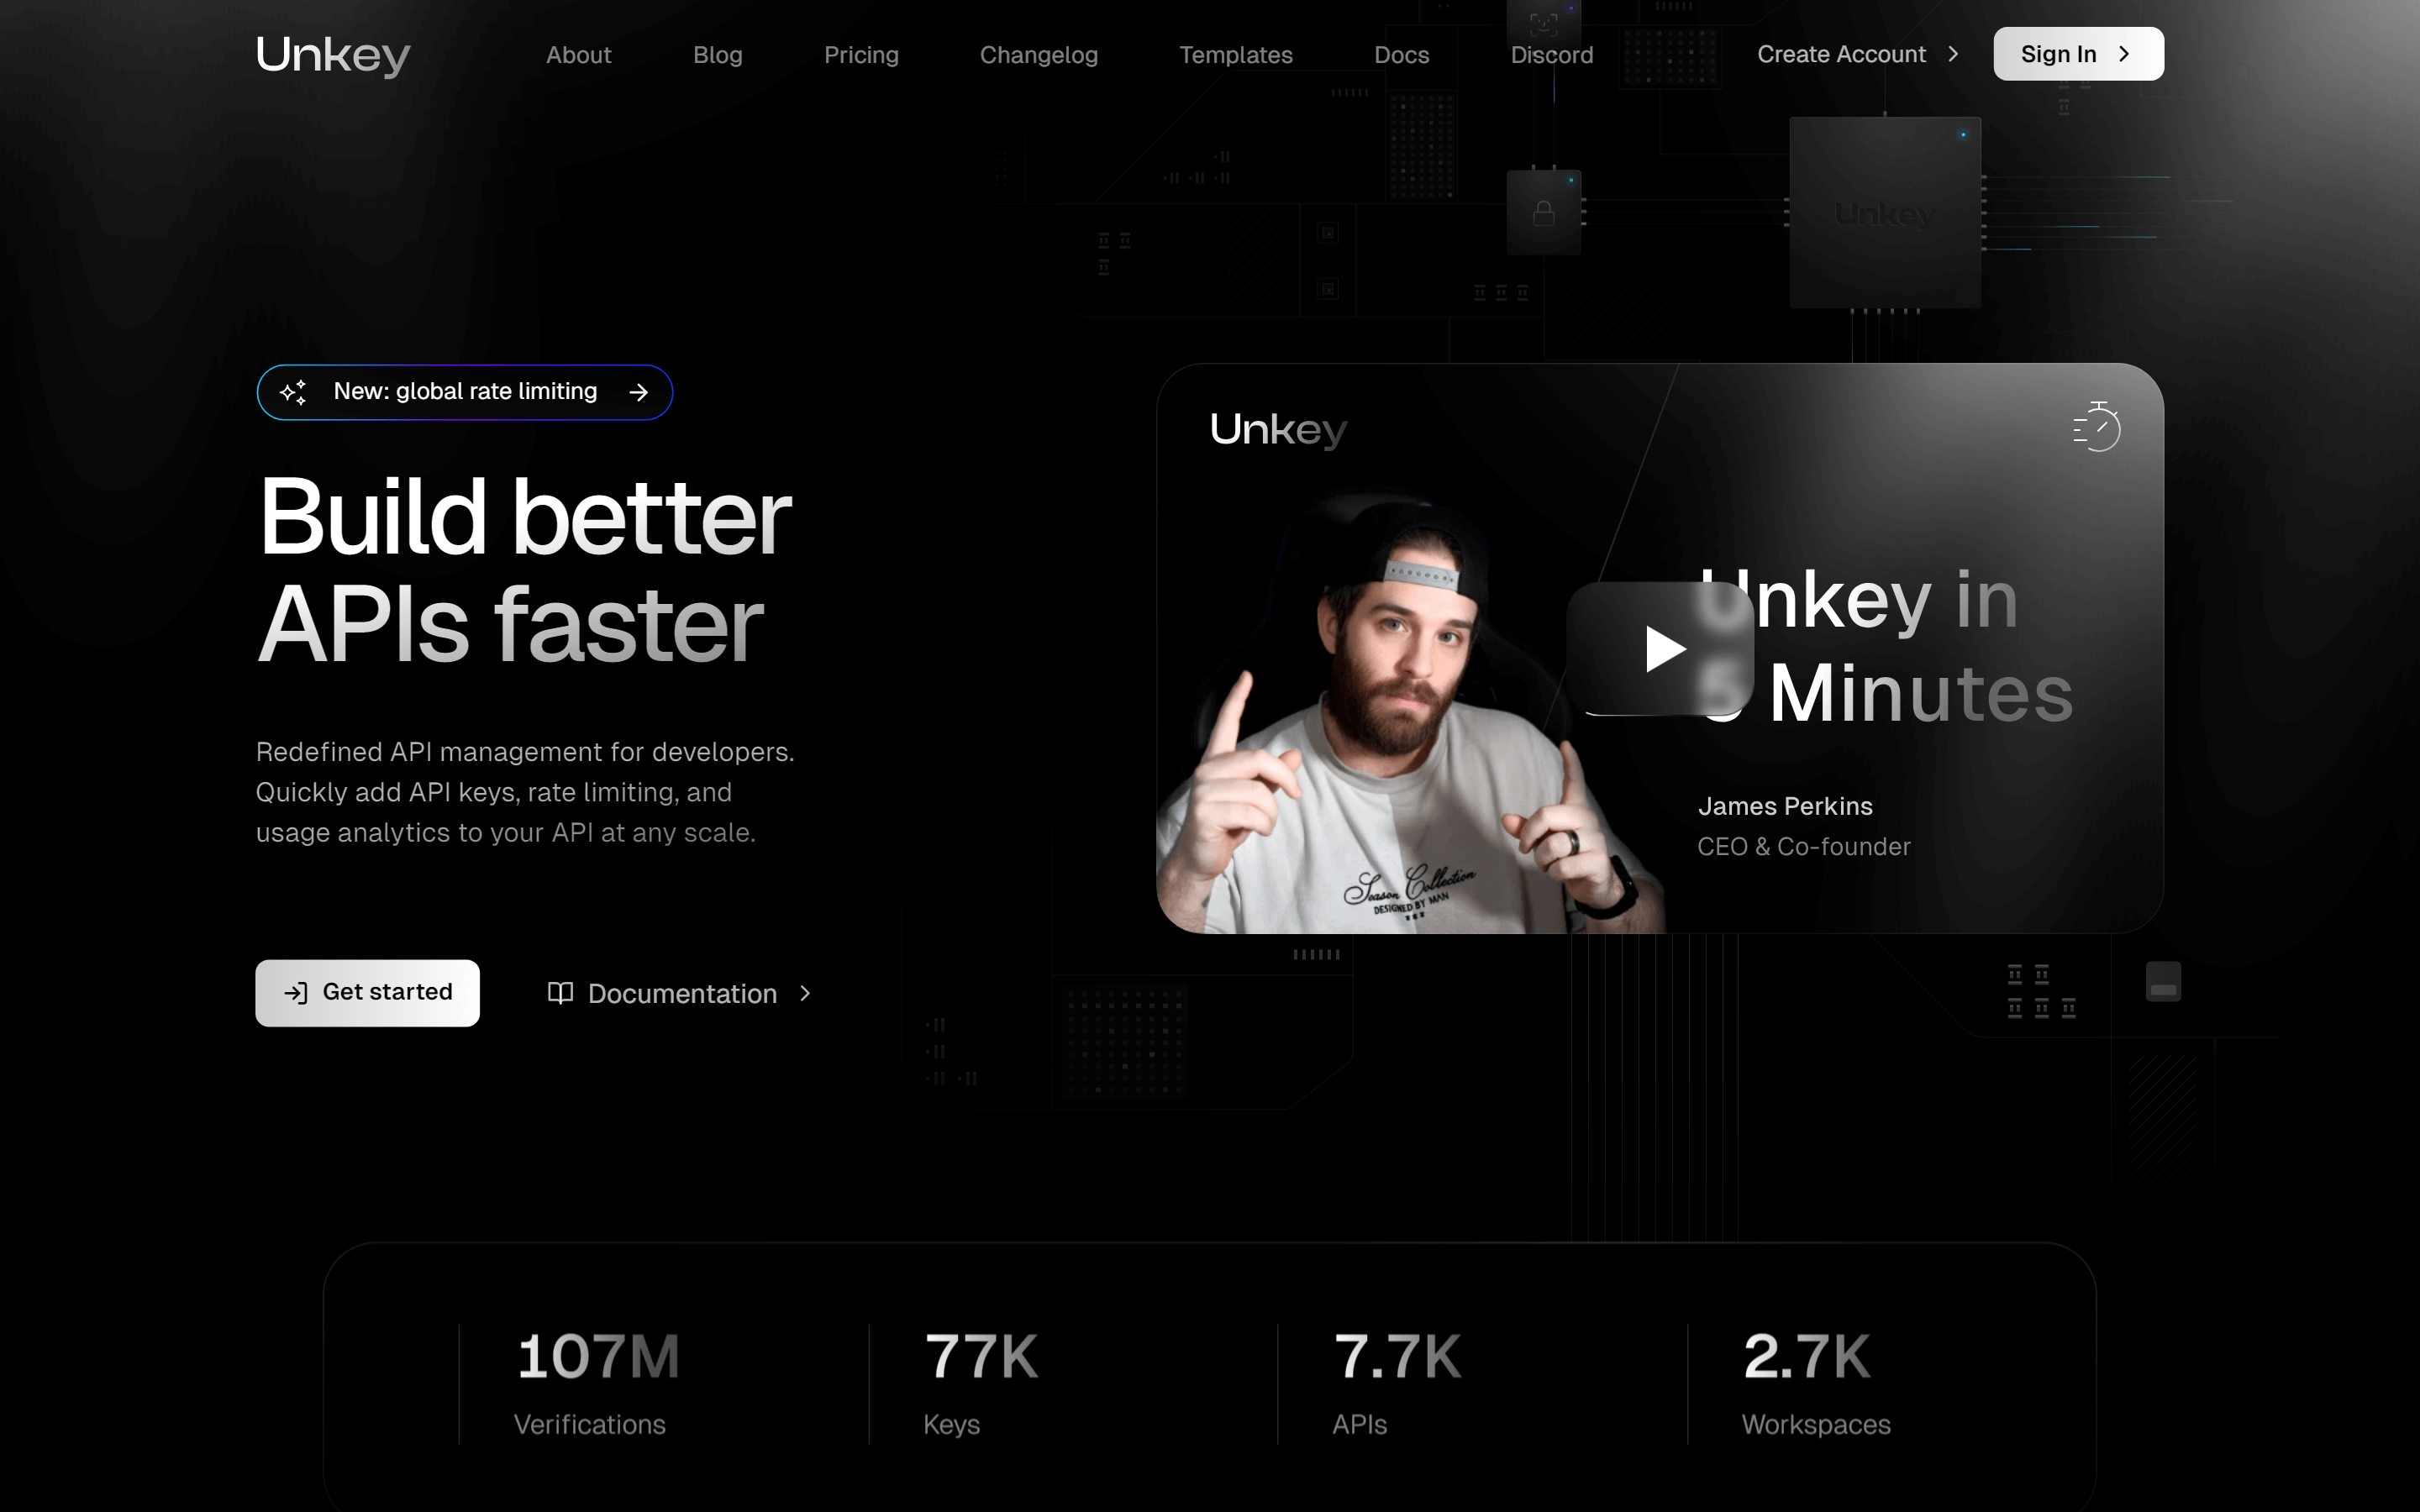 Unkey
About
Blog
Pricing
Changelog
Templates
Docs
Discord
Create Account
Sign In
Unkey
New: global rate limiting
Build better
APIs faster
Redefined API management for developers.
Quickly add API keys, rate limiting, and
usage analytics to your API at any scale.
Get started
Documentation
Unkey
Unkey in
5 Minutes
James Perkins
CEO & Co-founder
Season Collection
DESIGNED BY MAN
107M
Verifications
77K
Keys
7.7K
APIs
2.7K
Workspaces